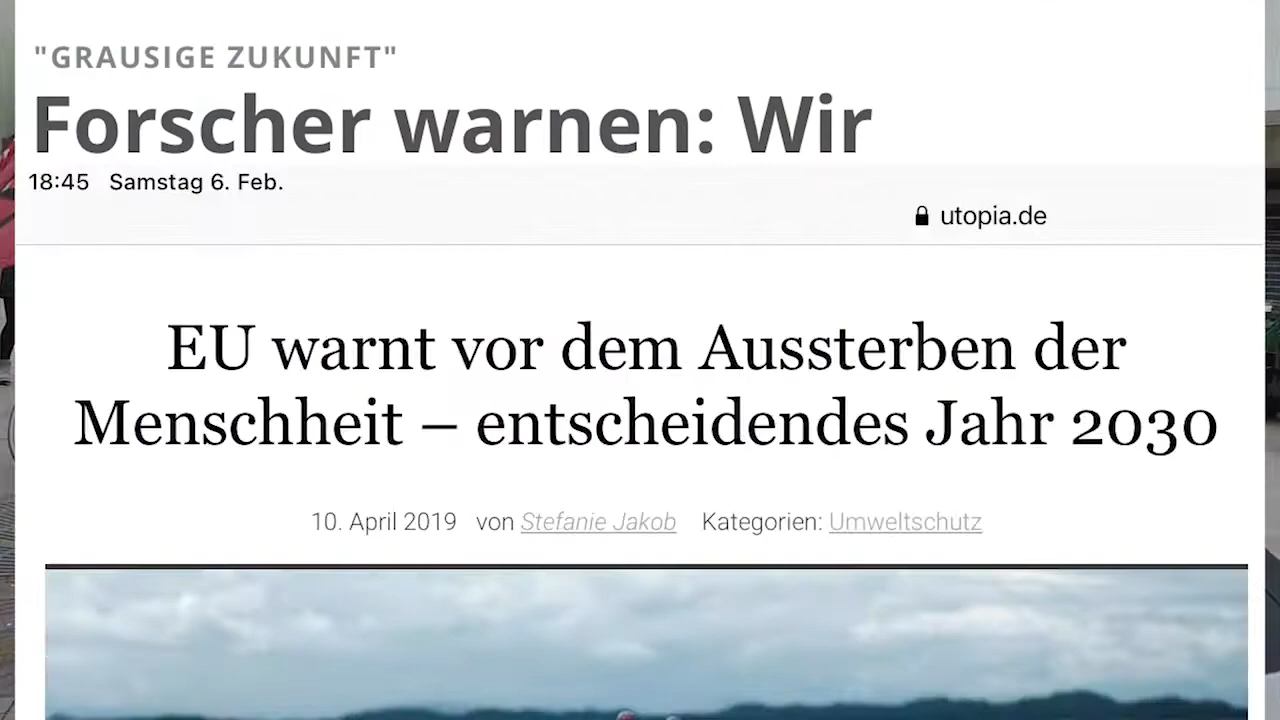 "GRAUSIGE ZUKUNFT"
Forscher warnen: Wir
18:45 Samstag 6. Feb.
utopia.de
EU warnt vor dem Aussterben der
Menschheit – entscheidendes Jahr 2030
10. April 2019 von Stefanie Jakob Kategorien: Umweltschutz